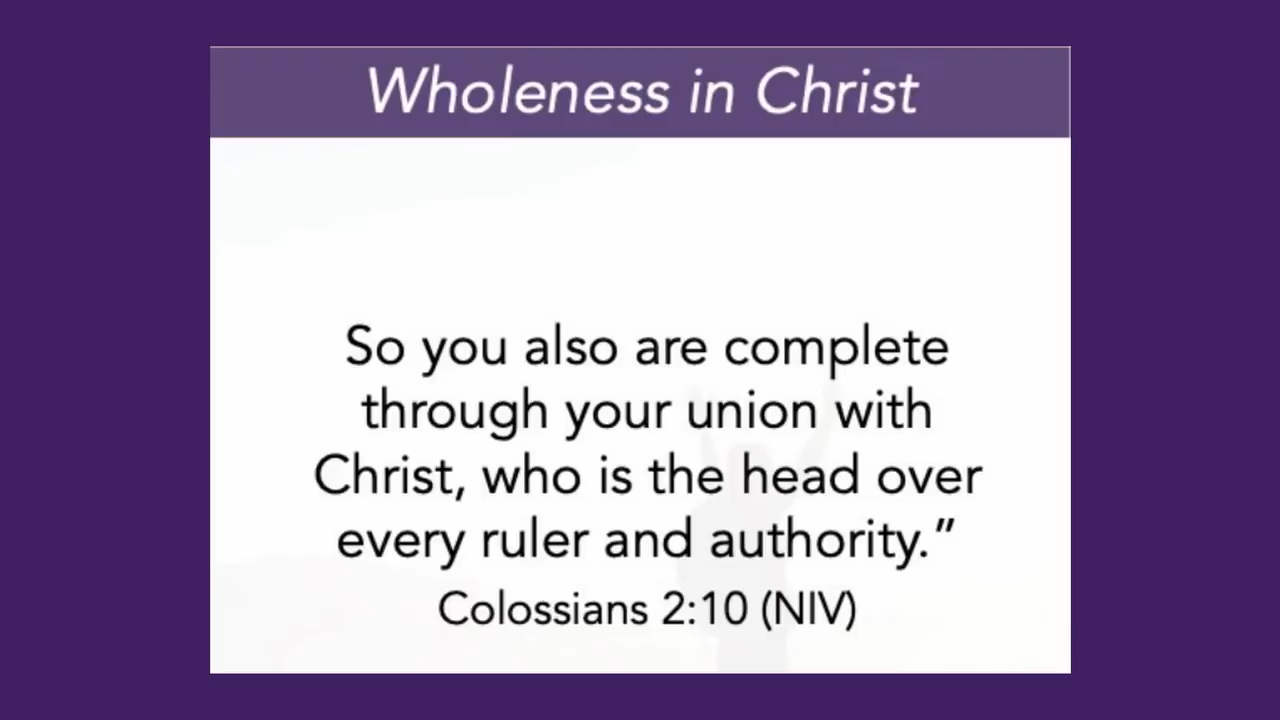 Wholeness in Christ
So you also are complete
through your union with
Christ, who is the head over
every ruler and authority.”
Colossians 2:10 (NIV)